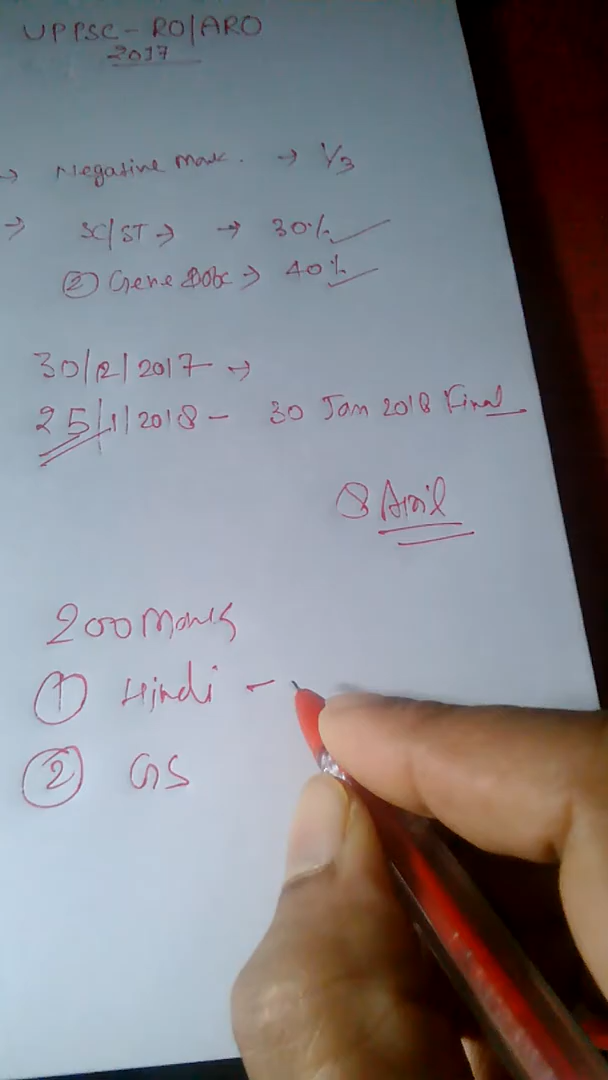 UPPSC - RO/ARO
2017
→ Negative mark. → 1/3
→ SC/ST → → 30%
② Gene &obc → 40%
30/12/2017 →
25/1/2018 - 30 Jan 2018 Final
8 April
200 Marks
① Hindi -
② GS